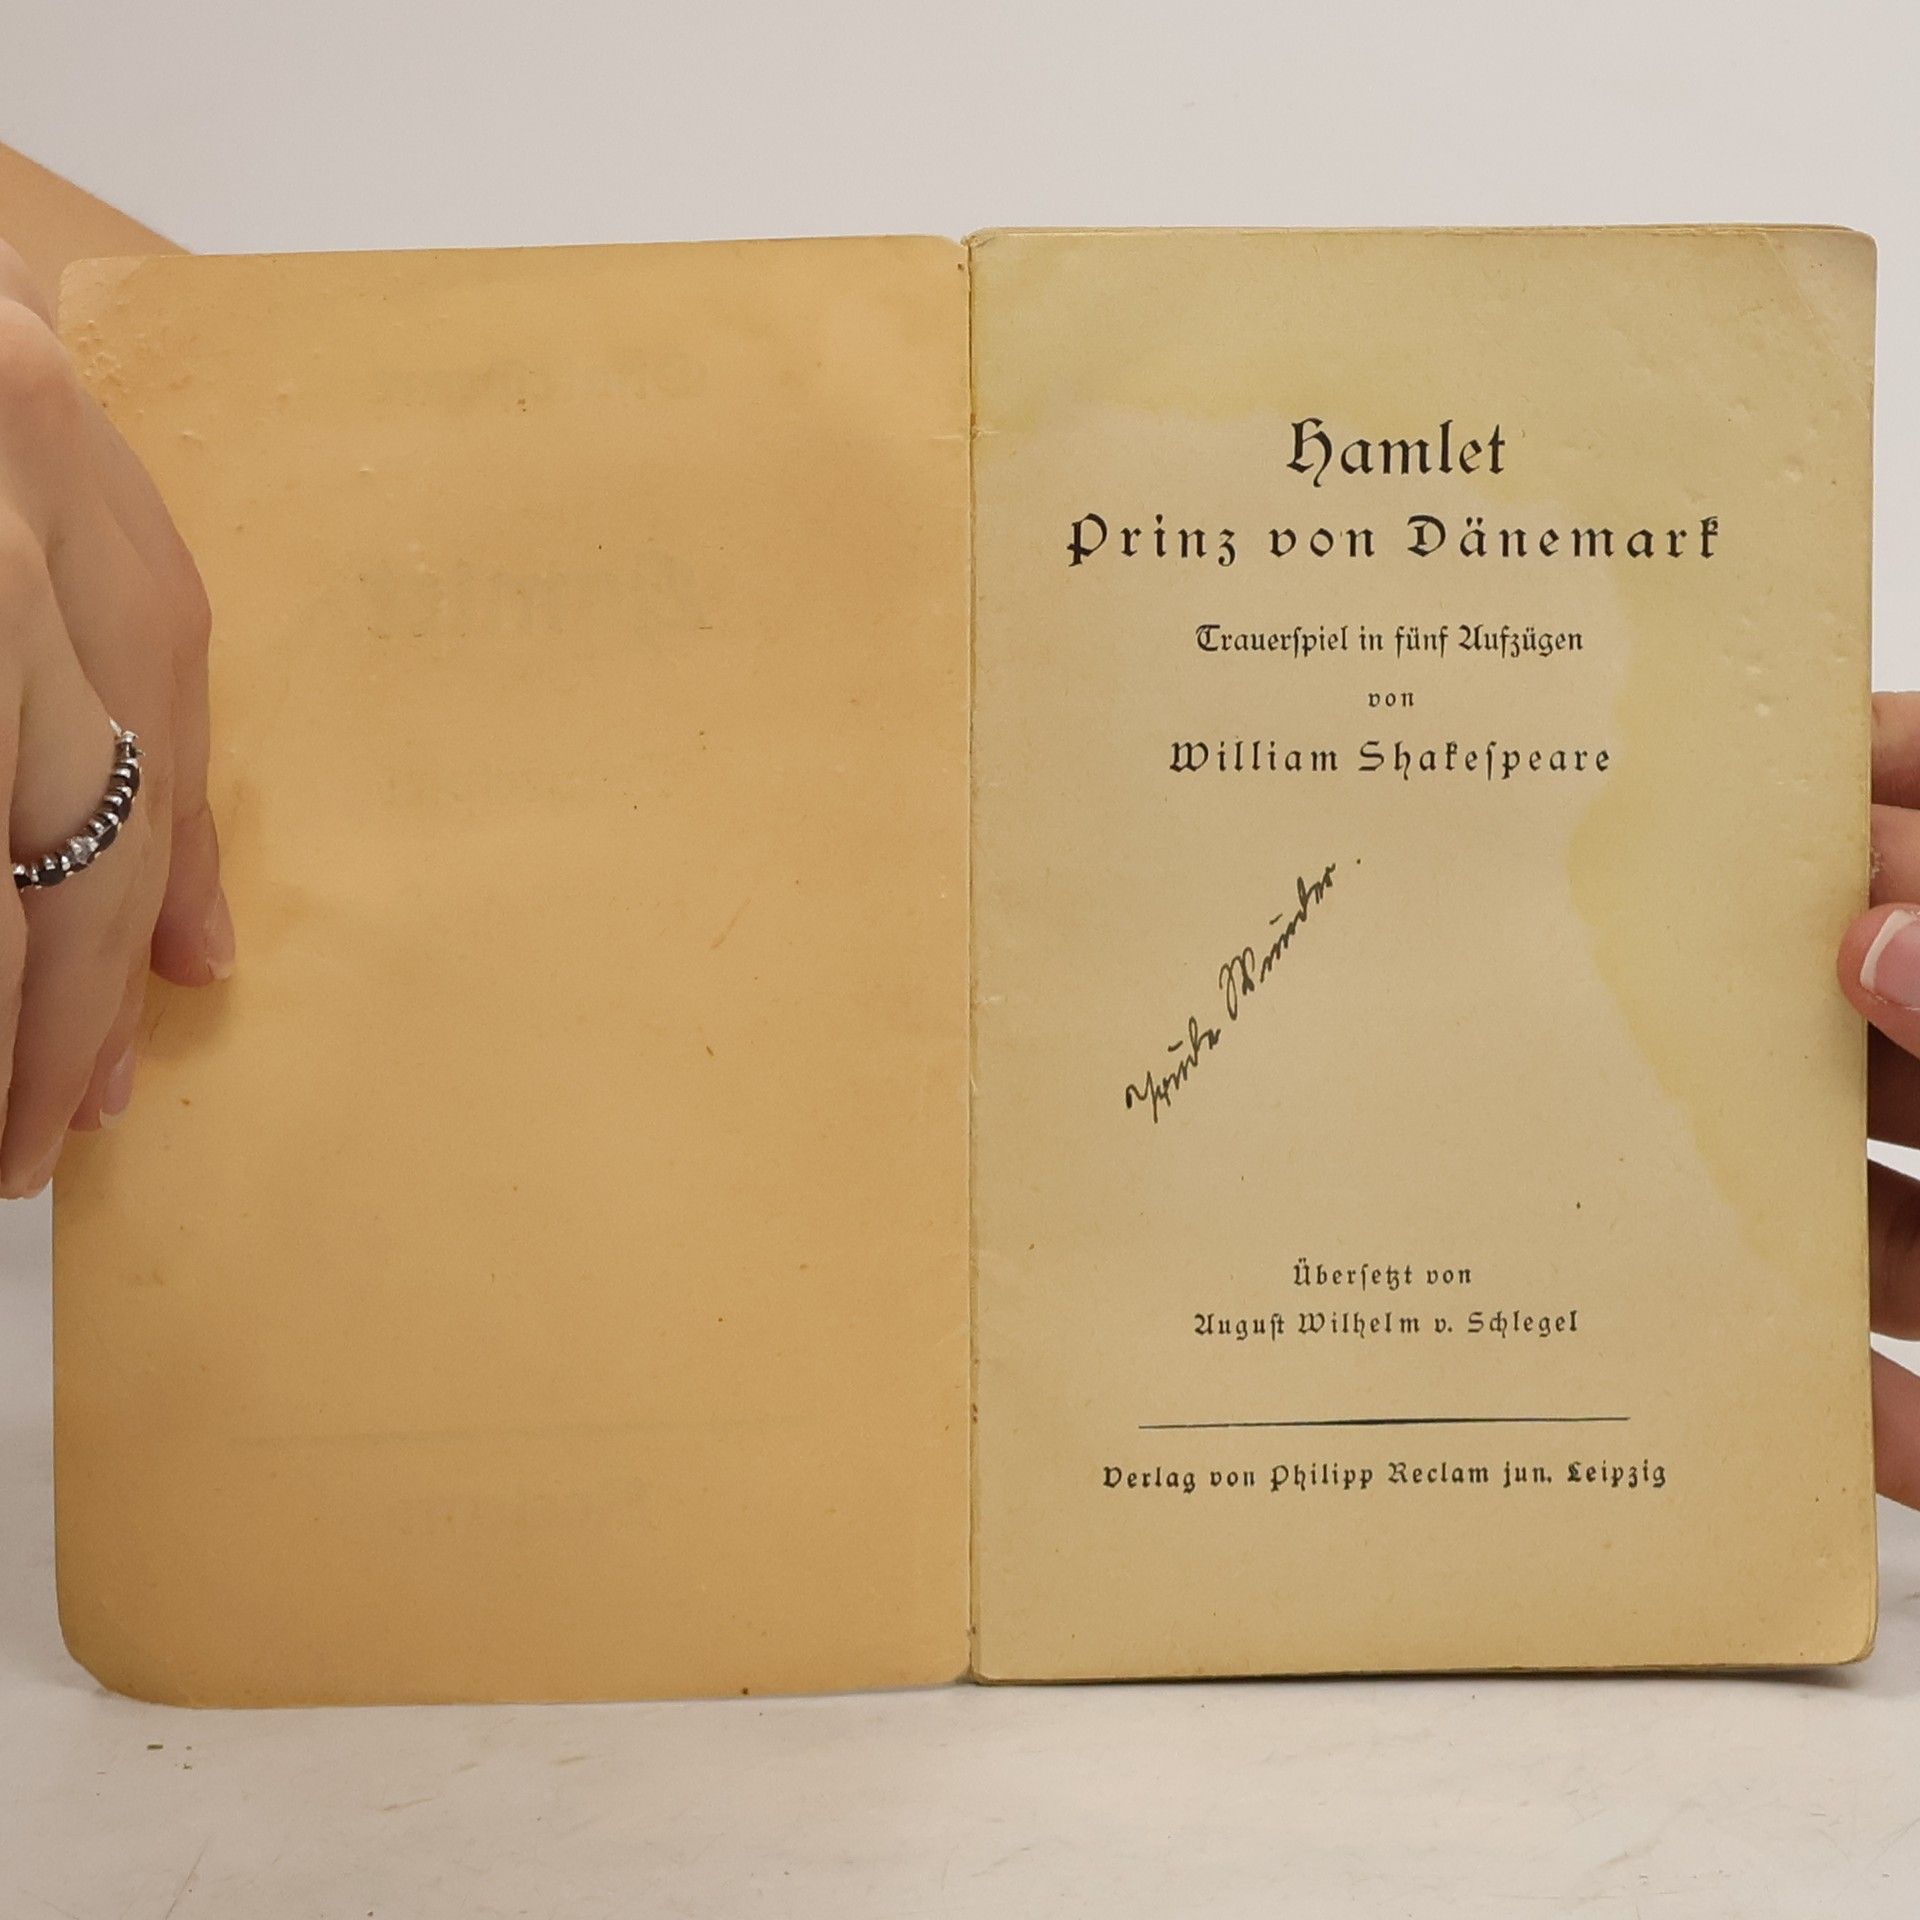 Hamlet
Prinz von Dänemark
Trauerſpiel in fünf Aufzügen
von
William Shakeſpeare
Überſetzt von
Auguſt Wilhelm v. Schlegel
Verlag von Philipp Reclam jun. Leipzig